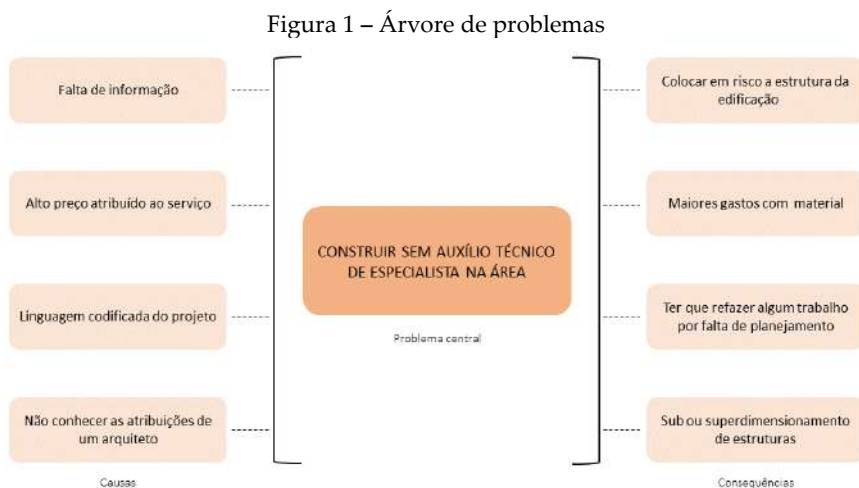 Figura 1 – Árvore de problemas
Falta de informação
Alto preço atribuído ao serviço
Linguagem codificada do projeto
Não conhecer as atribuições de
um arquiteto
Causas
CONSTRUIR SEM AUXÍLIO TÉCNICO
DE ESPECIALISTA NA ÁREA
Problema central
Colocar em risco a estrutura da
edificação
Maiores gastos com material
Ter que refazer algum trabalho
por falta de planejamento
Sub ou superdimensionamento
de estruturas
Consequências